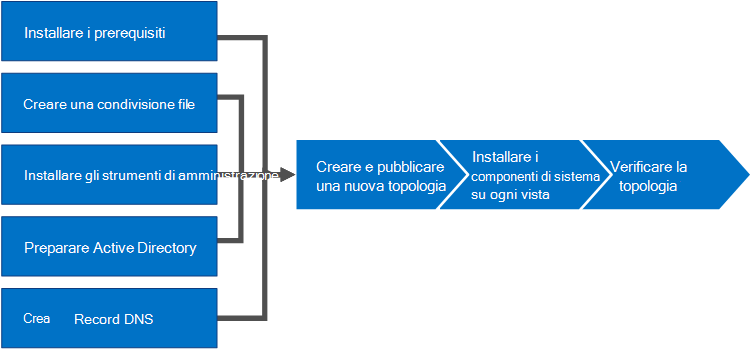 Installare i prerequisiti
Creare una condivisione file
Installare gli strumenti di amministrazione
Preparare Active Directory
Crea Record DNS
Creare e pubblicare
una nuova topologia
Installare i
componenti di sistema
su ogni vista
Verificare la
topologia